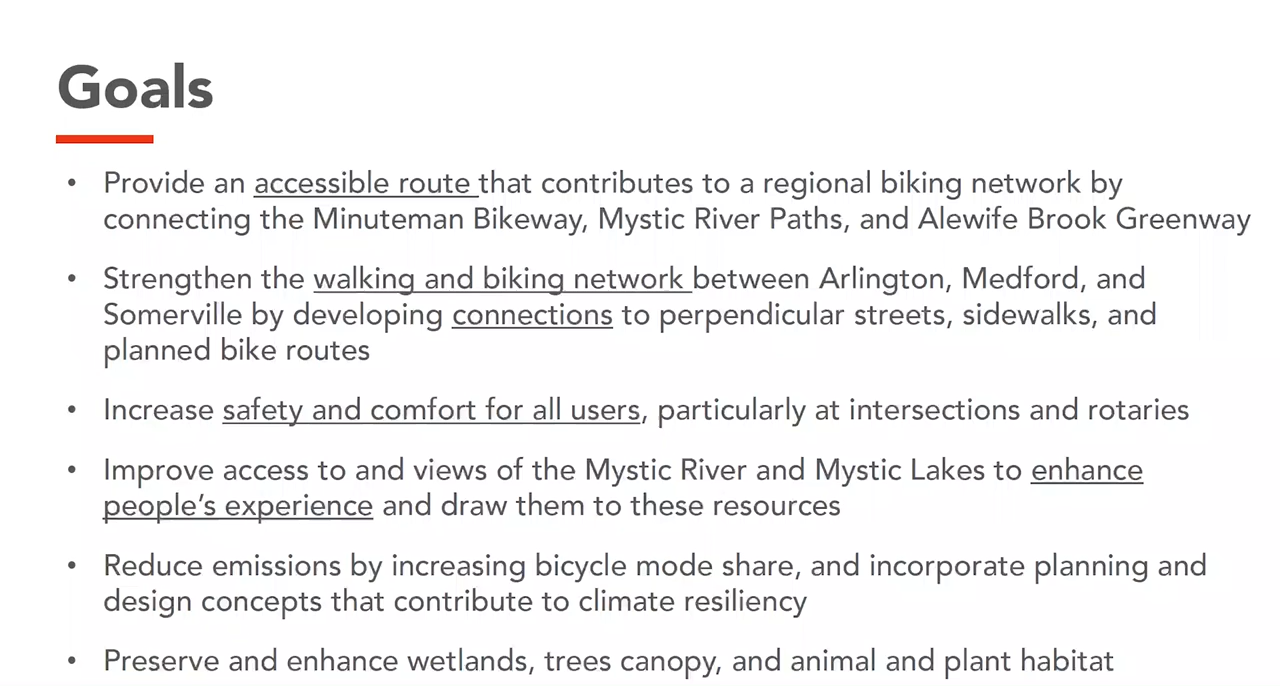 Goals
• Provide an accessible route that contributes to a regional biking network by
connecting the Minuteman Bikeway, Mystic River Paths, and Alewife Brook Greenway
• Strengthen the walking and biking network between Arlington, Medford, and
Somerville by developing connections to perpendicular streets, sidewalks, and
planned bike routes
• Increase safety and comfort for all users, particularly at intersections and rotaries
• Improve access to and views of the Mystic River and Mystic Lakes to enhance
people’s experience and draw them to these resources
• Reduce emissions by increasing bicycle mode share, and incorporate planning and
design concepts that contribute to climate resiliency
• Preserve and enhance wetlands, trees canopy, and animal and plant habitat